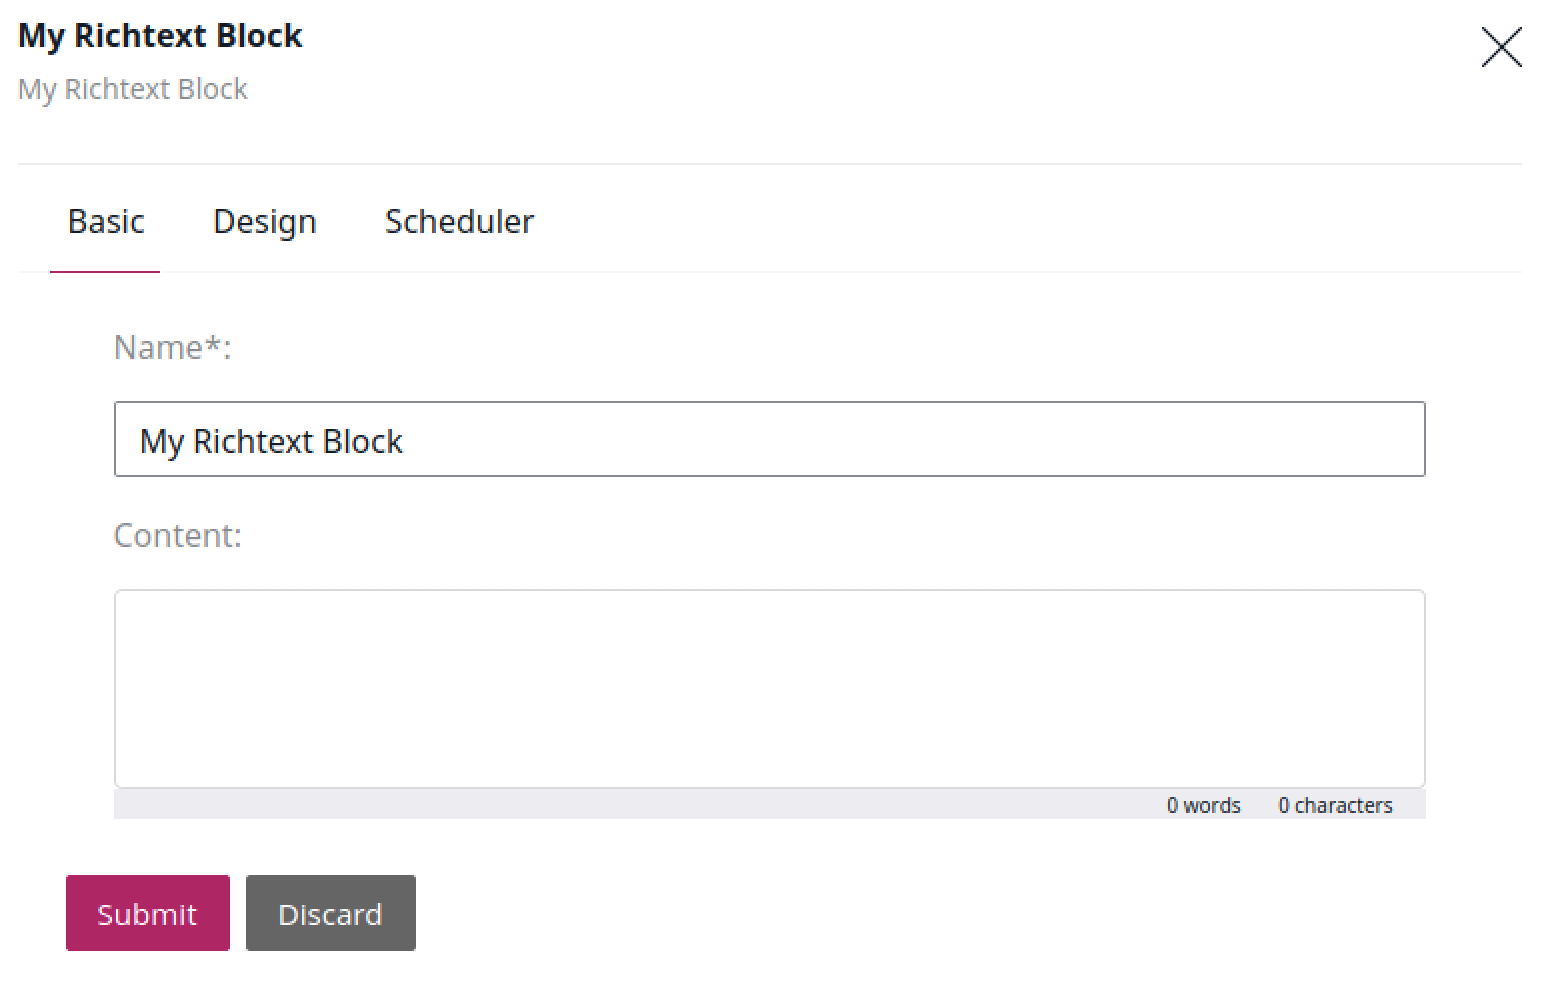 My Richtext Block
My Richtext Block
Basic Design Scheduler
Name*:
My Richtext Block
Content:
0 words 0 characters
Submit Discard